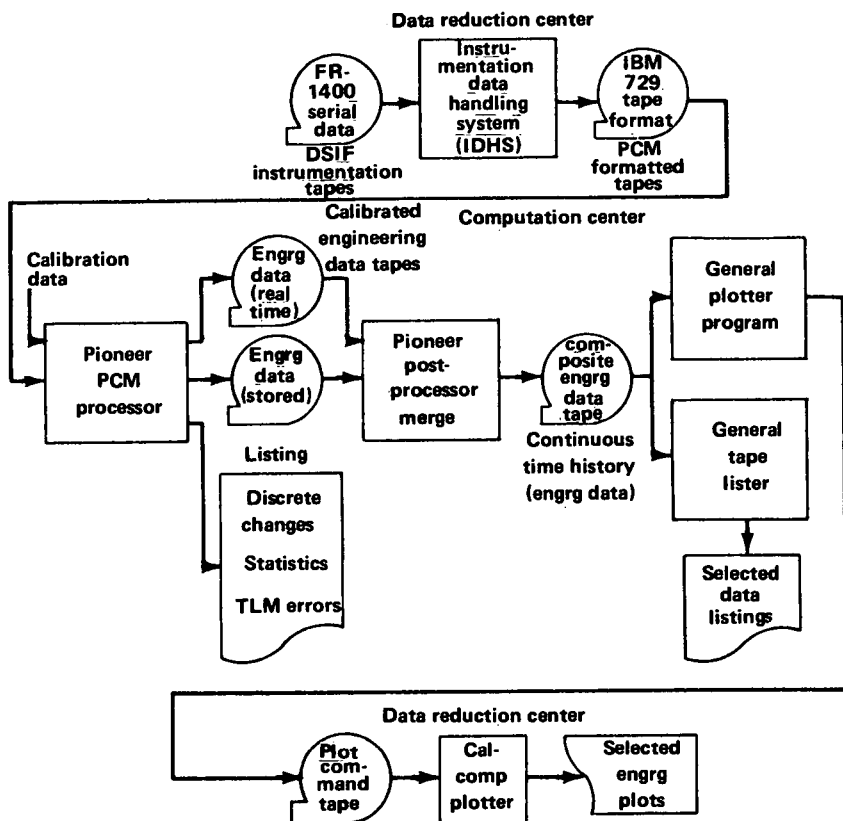 Data reduction center
FR-
1400
serial
data
DSIF
instrumentation
tapes
Instru-
mentation
data
handling
system
(IDHS)
IBM
729
tape
format
PCM
formatted
tapes
Computation center
Calibration
data
Pioneer
PCM
processor
Calibrated
engineering
data tapes
Engrg
data
(real
time)
Engrg
data
(stored)
Listing
Discrete
changes
Statistics
TLM errors
Pioneer
post-
processor
merge
com-
posite
engrg
data
tape
Continuous
time history
(engrg data)
General
plotter
program
General
tape
lister
Selected
data
listings
Data reduction center
Plot
com-
mand
tape
Cal-
comp
plotter
Selected
engrg
plots